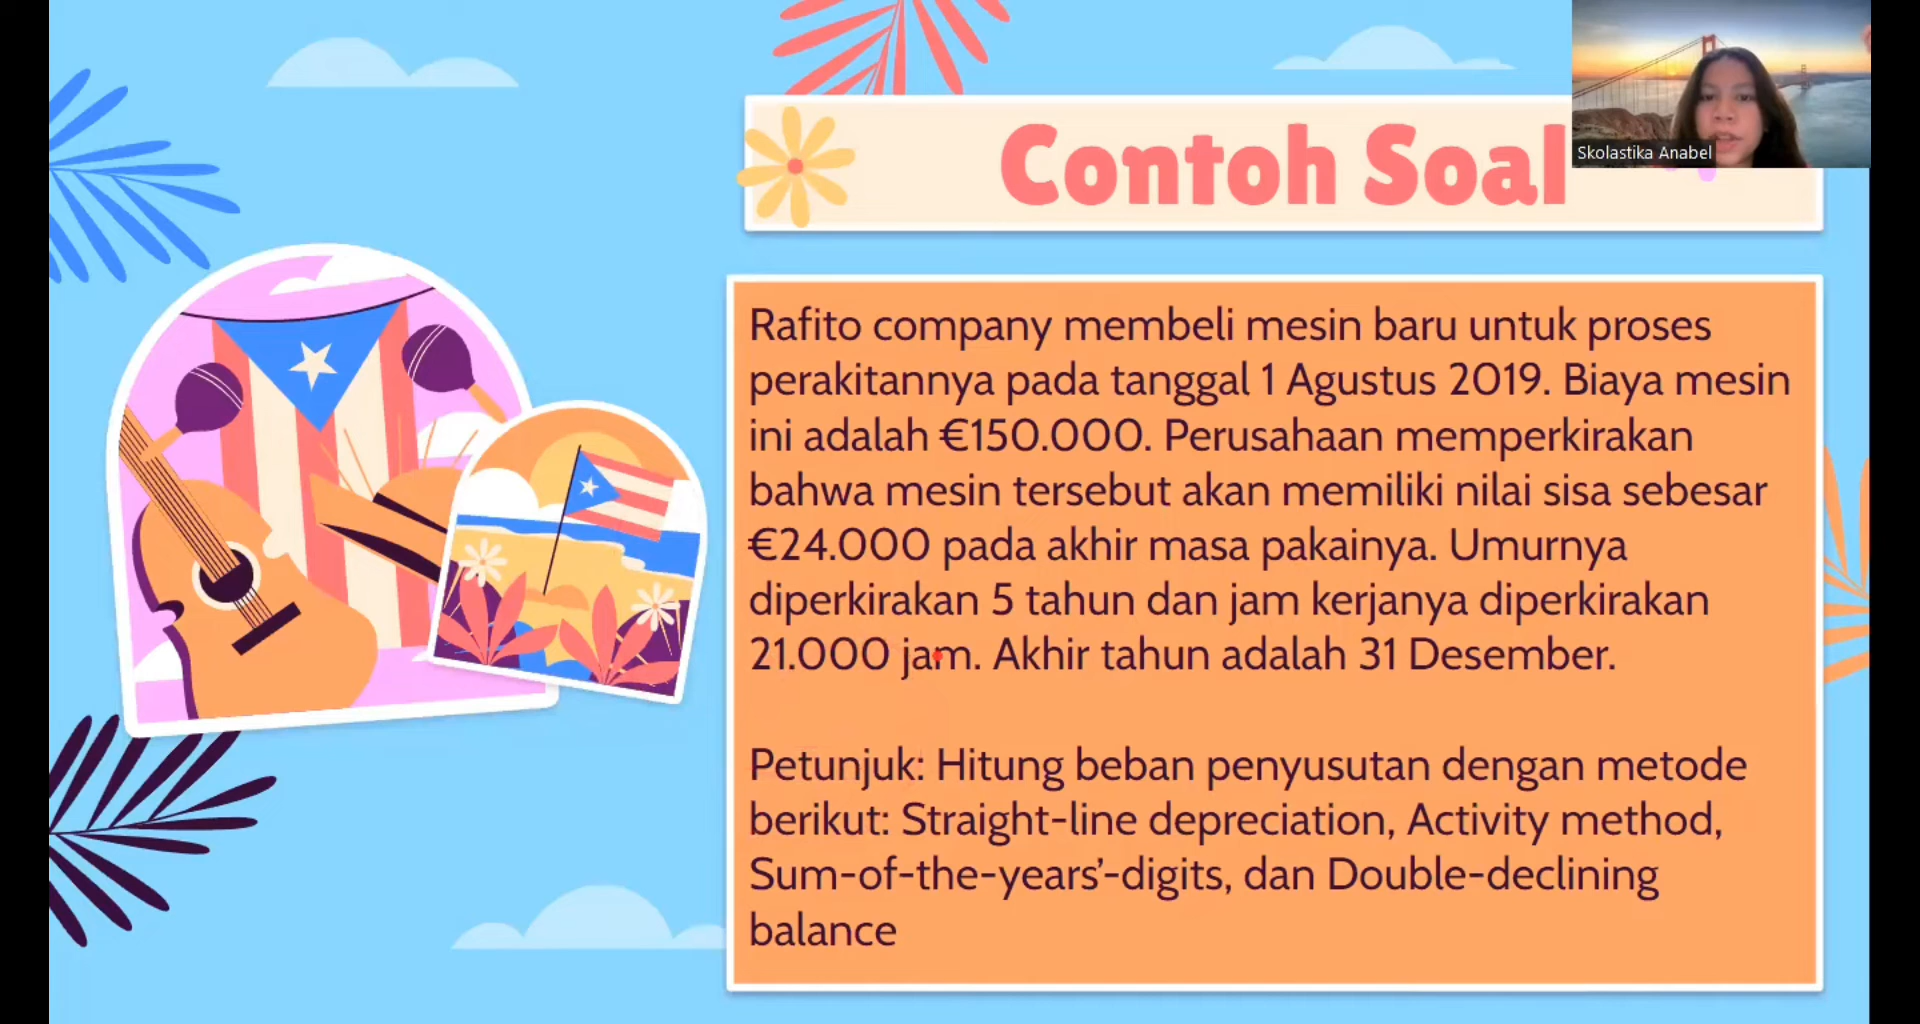 Contoh Soal
Skolastika Anabel
Rafito company membeli mesin baru untuk proses
perakitannya pada tanggal 1 Agustus 2019. Biaya mesin
ini adalah €150.000. Perusahaan memperkirakan
bahwa mesin tersebut akan memiliki nilai sisa sebesar
€24.000 pada akhir masa pakainya. Umurnya
diperkirakan 5 tahun dan jam kerjanya diperkirakan
21.000 jam. Akhir tahun adalah 31 Desember.
Petunjuk: Hitung beban penyusutan dengan metode
berikut: Straight-line depreciation, Activity method,
Sum-of-the-years’-digits, dan Double-declining
balance